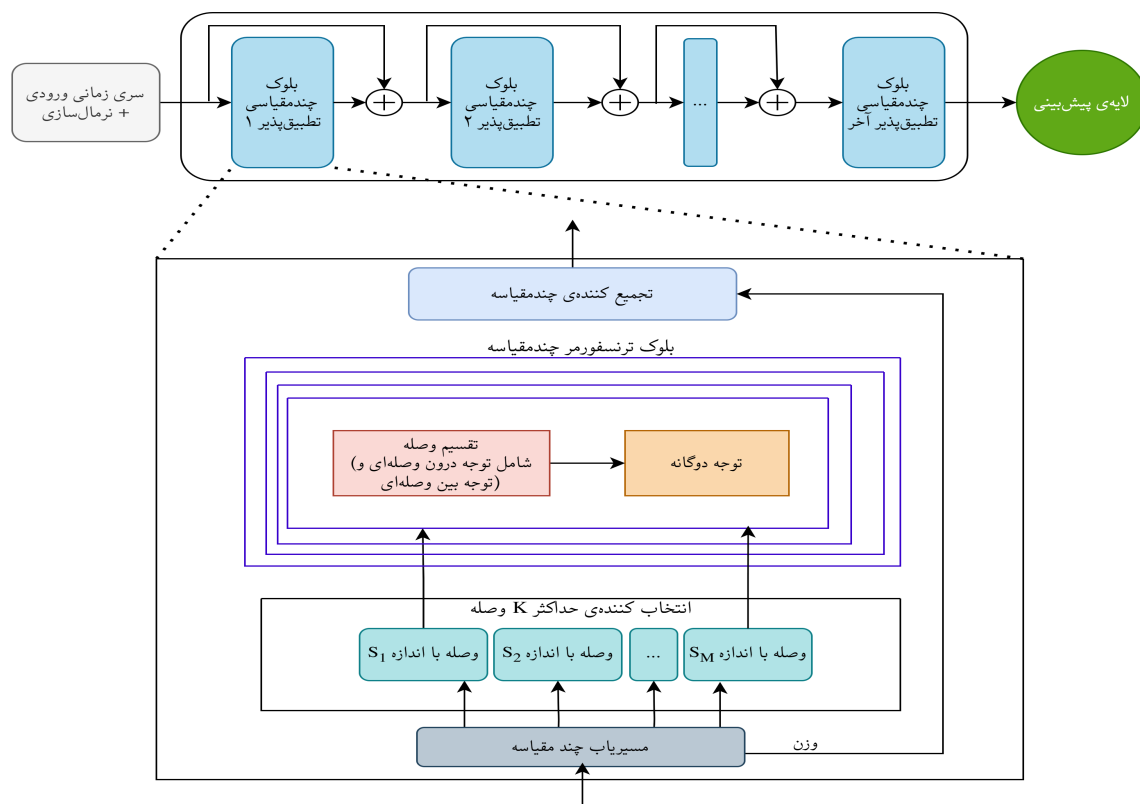 سری زمانی ورودی
+ نرمال‌سازی
بلوک
چندمقیاسی
تطبیق‌پذیر ۱
+
بلوک
چندمقیاسی
تطبیق‌پذیر ۲
+
...
+
بلوک
چندمقیاسی
تطبیق‌پذیر آخر
لایه‌ی پیش‌بینی
تجمیع کننده‌ی چندمقیاسه
بلوک ترنسفورمر چندمقیاسه
تقسیم وصله
شامل توجه درون وصله‌ای و)
(توجه بین وصله‌ای
توجه دوگانه
انتخاب کننده‌ی حداکثر K وصله
وصله با اندازه S1
وصله با اندازه S2
...
وصله با اندازه SM
مسیریاب چند مقیاسه
وزن